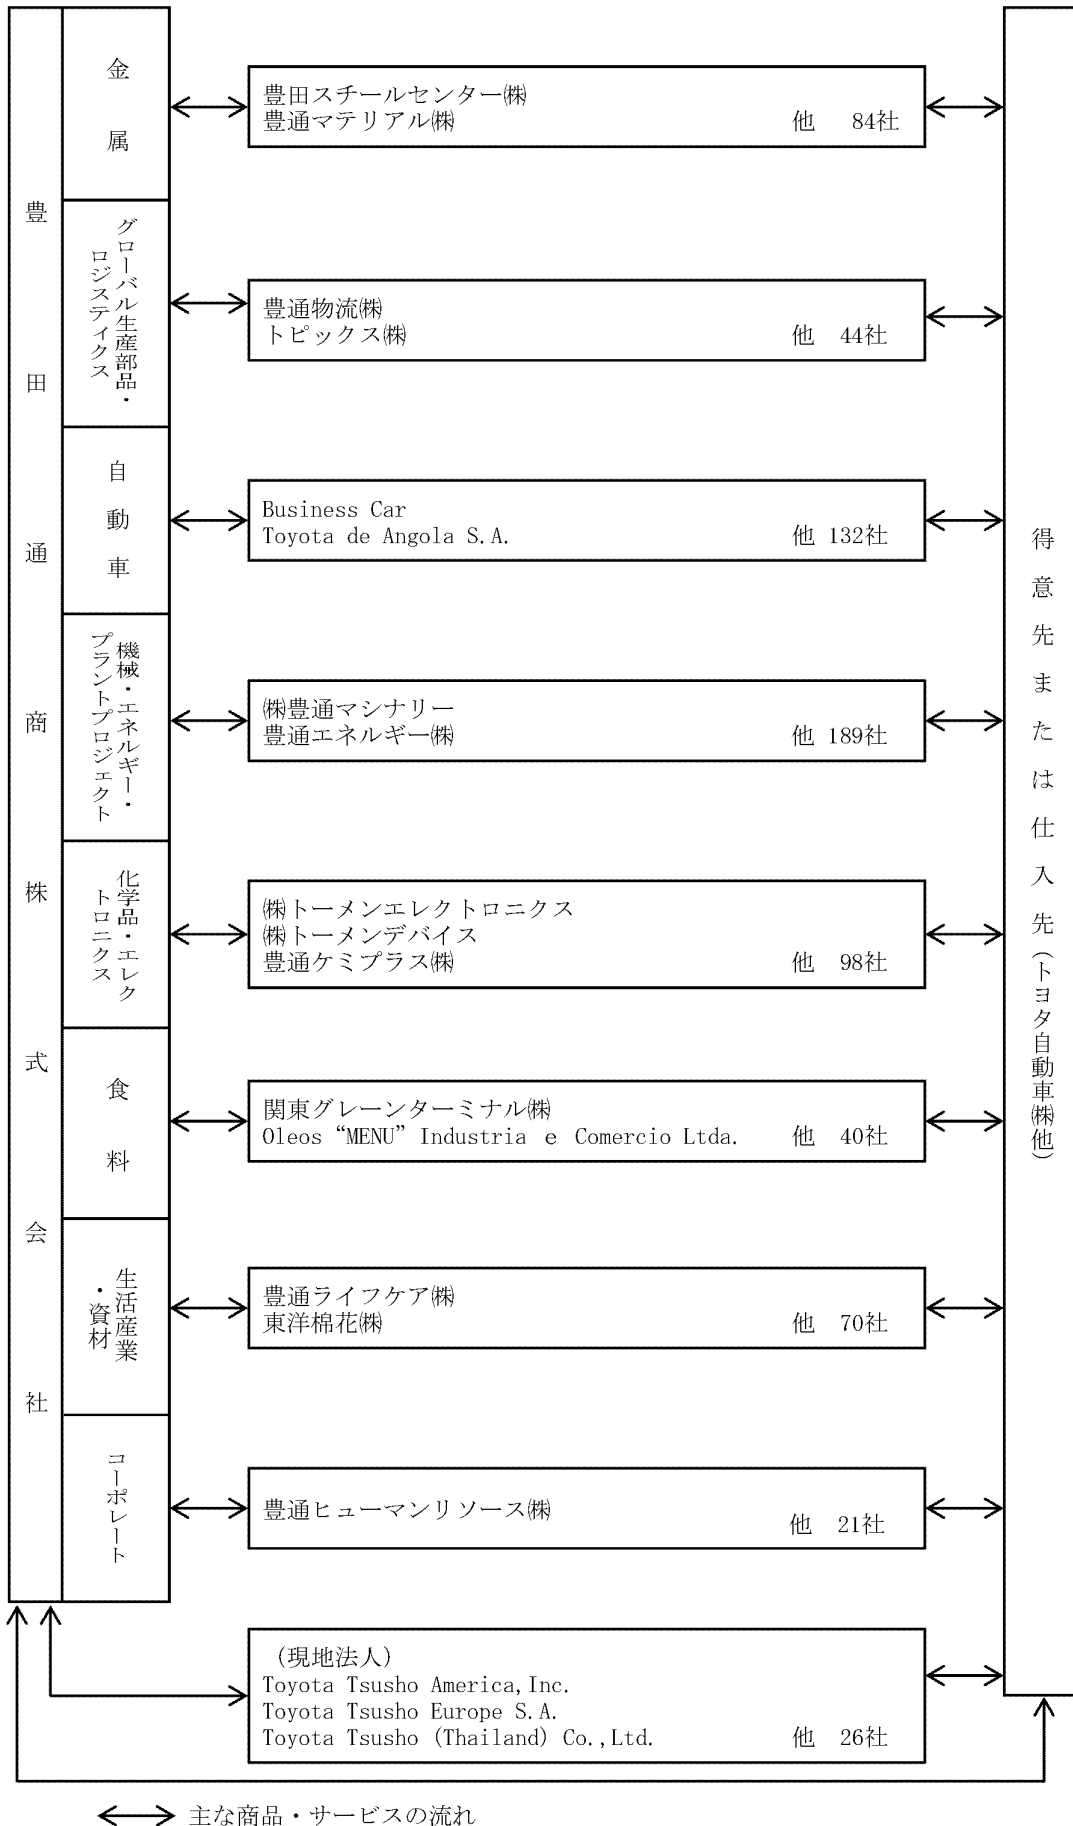 豊田通商株式会社
金属
豊田スチールセンター㈱
豊通マテリアル㈱ 他 84社
グローバル生産部品・
ロジスティクス
豊通物流㈱
トピックス㈱ 他 44社
自動車
Business Car
Toyota de Angola S.A. 他 132社
機械・エネルギー・
プラントプロジェクト
㈱豊通マシナリー
豊通エネルギー㈱ 他 189社
化学品・エレク
トロニクス
㈱トーメンエレクトロニクス
㈱トーメンデバイス
豊通ケミプラス㈱ 他 98社
食料
関東グレーンターミナル㈱
Oleos “MENU” Industria e Comercio Ltda. 他 40社
生活産業
・資材
豊通ライフケア㈱
東洋棉花㈱ 他 70社
コーポレート
豊通ヒューマンリソース㈱ 他 21社
（現地法人）
Toyota Tsusho America,Inc.
Toyota Tsusho Europe S.A.
Toyota Tsusho (Thailand) Co.,Ltd. 他 26社
得意先または仕入先（トヨタ自動車㈱他）
主な商品・サービスの流れ